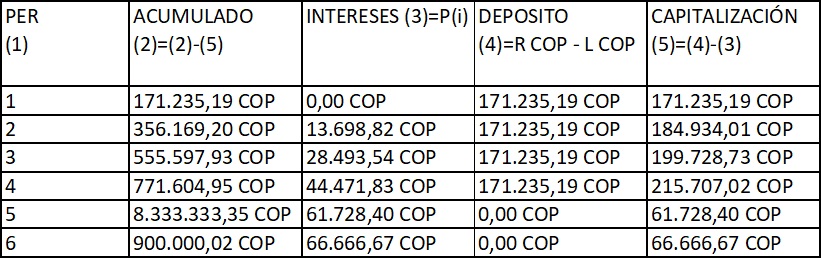 PER (1) ACUMULADO (2)=(2)-(5) INTERESES (3)=P(i) DEPOSITO (4)=R COP - L COP CAPITALIZACIÓN (5)=(4)-(3)
1 171.235,19 COP 0,00 COP 171.235,19 COP 171.235,19 COP
2 356.169,20 COP 13.698,82 COP 171.235,19 COP 184.934,01 COP
3 555.597,93 COP 28.493,54 COP 171.235,19 COP 199.728,73 COP
4 771.604,95 COP 44.471,83 COP 171.235,19 COP 215.707,02 COP
5 8.333.333,35 COP 61.728,40 COP 0,00 COP 61.728,40 COP
6 900.000,02 COP 66.666,67 COP 0,00 COP 66.666,67 COP